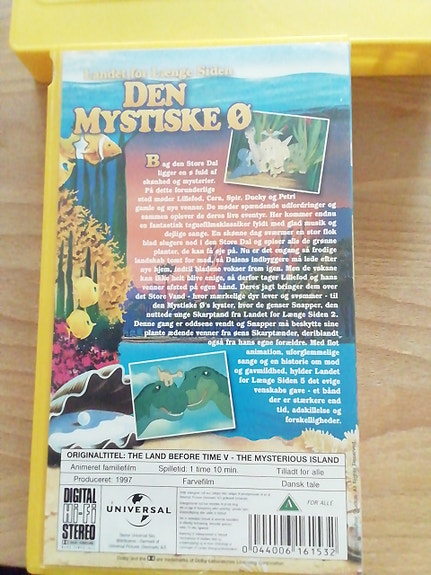 Landet for Længe Siden
DEN
MYSTISKE Ø
Bag den Store Dal
ligger en ø fuld af
skønhed og mysterier.
På dette forunderlige
sted møder Lillefod, Cera, Spir, Ducky og Petri
gamle og nye venner. De møder spændende udfordringer og
sammen oplever de deres livs eventyr. Her kommer endnu
en fantastisk tegnefilmsklassiker fyldt med glad musik og
dejlige sange. En skønne dag sværmer en stor flok
blad slugere ned i den Store Dal og spiser alle de grønne
planter, de kan få øje på. Nu er det engang så frodige
landskab tomt for mad, så Dalens indbyggere må lede efter
nye hjem, indtil bladene vokser frem igen. Men de voksne
kan ikke helt blive enige, så derfor tager Lillefod og hans
venner afsted på egen hånd. Deres jagt bringer dem over
det Store Vand - hvor mærkelige dyr lever og svømmer - til
den Mystiske Ø's kyster, hvor de genser Snapper, den
nuttede unge Skarptand fra Landet for Længe Siden 2.
Denne gang er oddsene vendt og Snapper må beskytte sine
plante ædende venner fra øens Skarptænder, deriblandt
også fra hans egne forældre. Med flot
animation, uforglemmelige
sange og en historie om mod
og gavmildhed, hylder Landet
for Længe Siden 5 det evige
venskabs gave - et bånd
der er stærkere end
tid, adskillelse og
forskelligheder.
ORIGINALTITEL: THE LAND BEFORE TIME V - THE MYSTERIOUS ISLAND
Animeret familiefilm Spilletid: 1 time 10 min. Tilladt for alle
Produceret: 1997 Farvefilm Dansk tale
DIGITAL
Hi-Fi
STEREO
UNIVERSAL
FOR ALLE
0 044006 161532